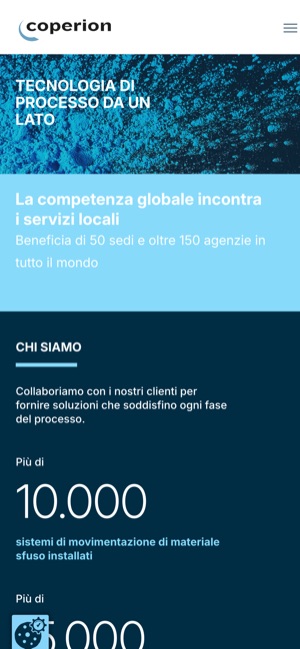 coperion
TECNOLOGIA DI
PROCESSO DA UN
LATO
La competenza globale incontra
i servizi locali
Beneficia di 50 sedi e oltre 150 agenzie in
tutto il mondo
CHI SIAMO
Collaboriamo con i nostri clienti per
fornire soluzioni che soddisfino ogni fase
del processo.
Più di
10.000
sistemi di movimentazione di materiale
sfuso installati
Più di